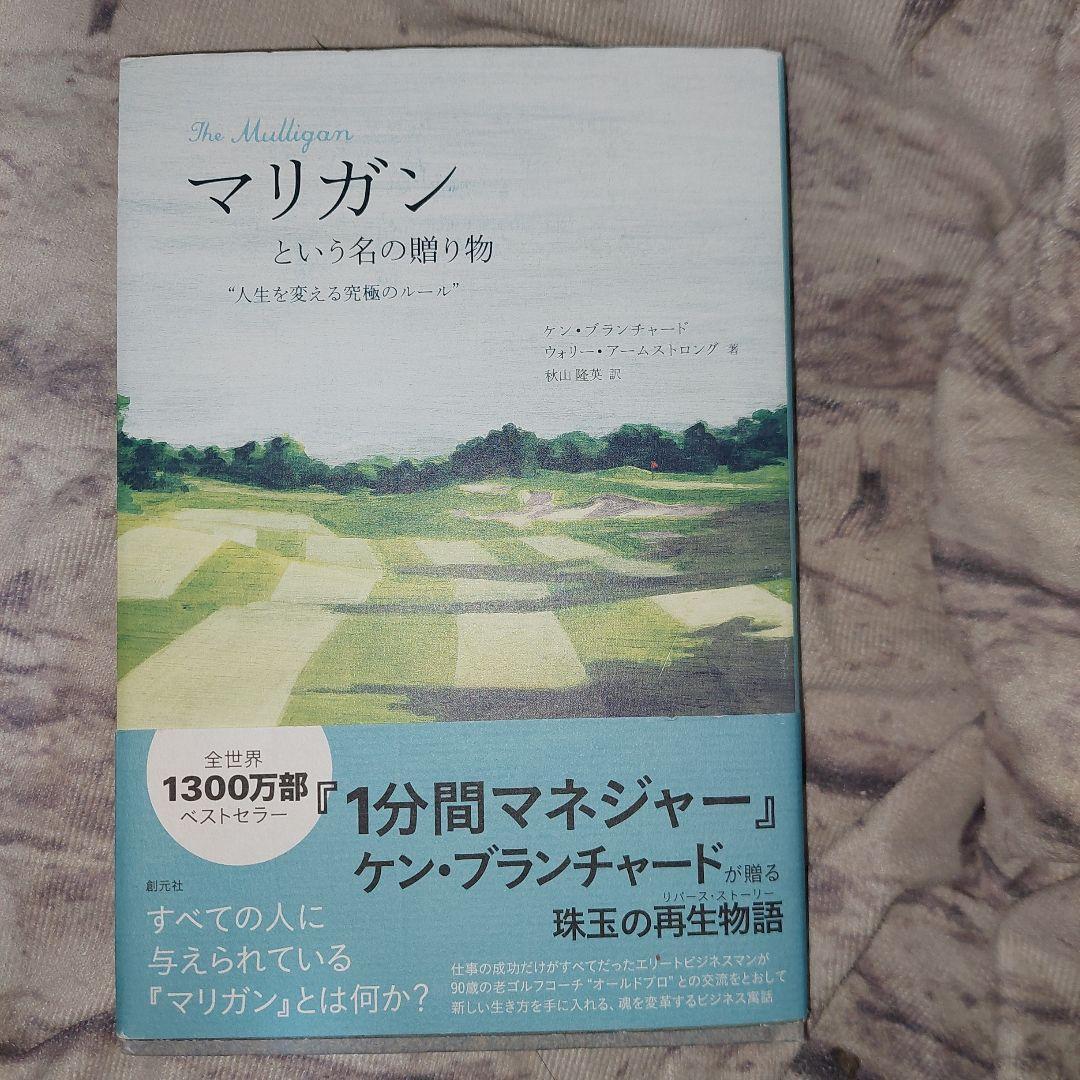 The Mulligan
マリガン
という名の贈り物
“人生を変える究極のルール”
ケン・ブランチャード
ウォリー・アームストロング 著
秋山 隆英 訳
全世界
1300万部
ベストセラー
『1分間マネジャー』
ケン・ブランチャードが贈る
リバース・ストーリー
珠玉の再生物語
創元社
すべての人に
与えられている
『マリガン』とは何か?
仕事の成功だけがすべてだったエリートビジネスマンが
90歳の老ゴルフコーチ“オールドプロ”との交流をとおして
新しい生き方を手に入れる、魂を変革するビジネス寓話